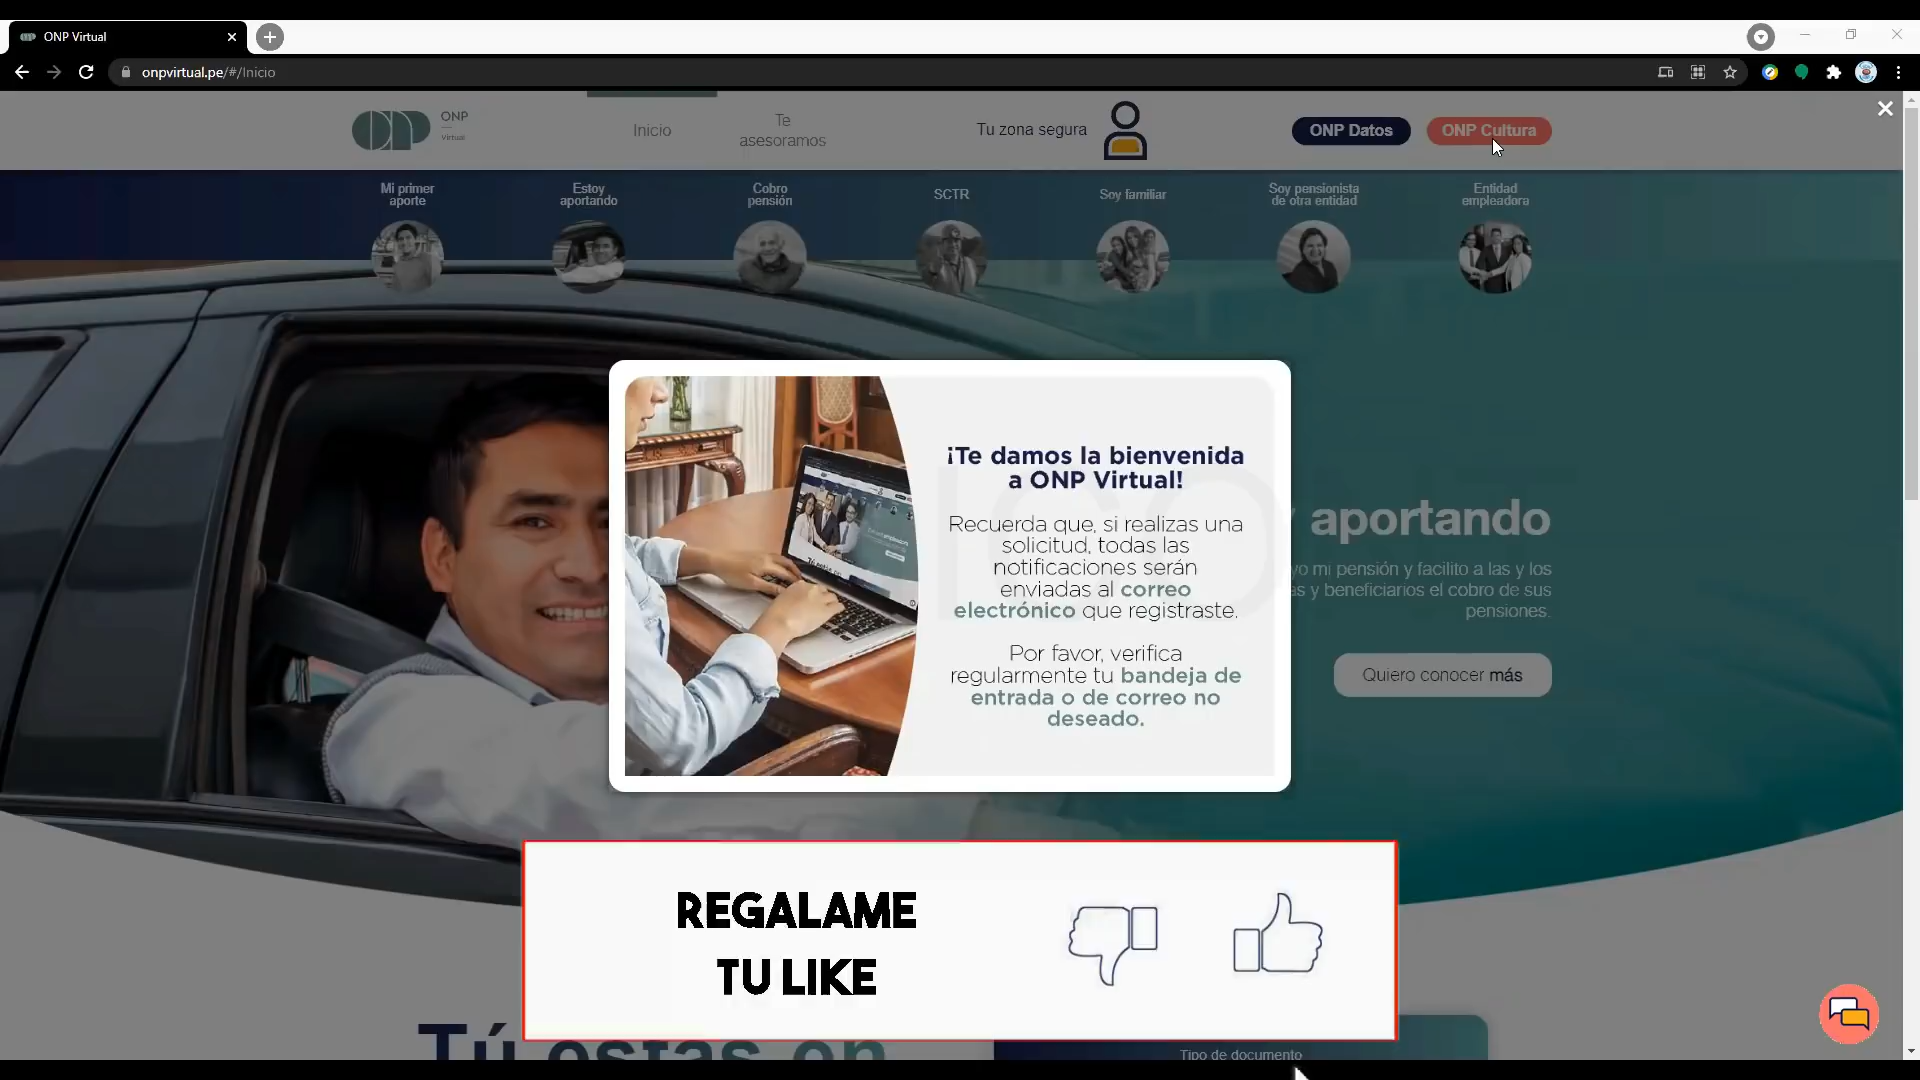 ONP Virtual
onpvirtual.pe/#/Inicio
ONP
Virtual
Inicio
Te
asesoramos
Tu zona segura
ONP Datos
ONP Cultura
Mi primer
aporte
Estoy
aportando
Cobro
pensión
SCTR
Soy familiar
Soy pensionista
de otra entidad
Entidad
empleadora
¡Te damos la bienvenida
a ONP Virtual!
Recuerda que, si realizas una
solicitud, todas las
notificaciones serán
enviadas al correo
electrónico que registraste.
Por favor, verifica
regularmente tu bandeja de
entrada o de correo no
deseado.
aportando
mi pensión y facilito a las y los
y beneficiarios el cobro de sus
pensiones.
Quiero conocer más
REGALAME
TU LIKE
Tú estás en
Tipo de documento